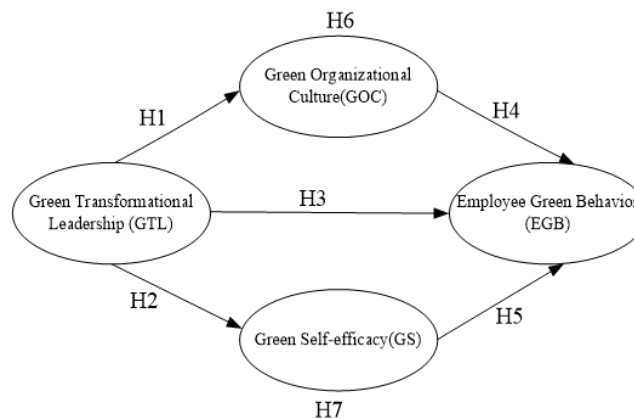 H6
Green Organizational
Culture(GOC)
H1
H4
Green Transformational
Leadership (GTL)
H3
Employee Green Behavior
(EGB)
H2
Green Self-efficacy(GS)
H5
H7